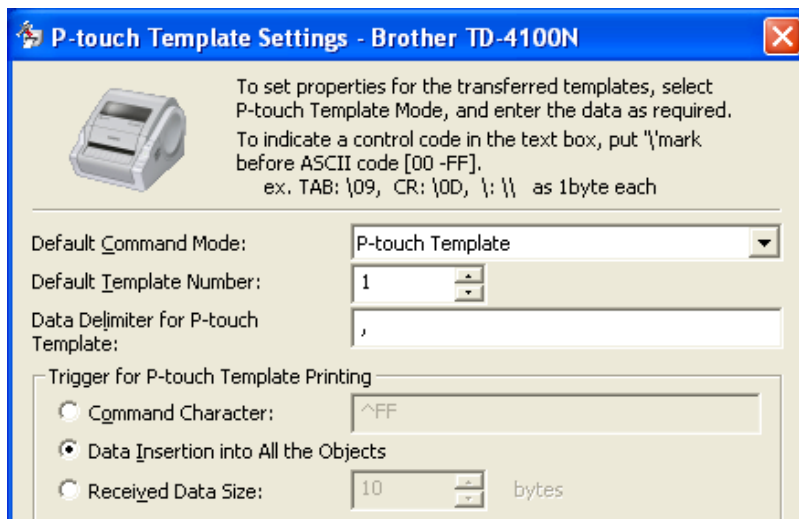 P-touch Template Settings - Brother TD-4100N
To set properties for the transferred templates, select
P-touch Template Mode, and enter the data as required.
To indicate a control code in the text box, put '\'mark
before ASCII code [00 -FF].
ex. TAB: \09, CR: \0D, \: \\ as 1byte each
Default Command Mode: P-touch Template
Default Template Number: 1
Data Delimiter for P-touch
Template: ,
Trigger for P-touch Template Printing
Command Character: ^FF
Data Insertion into All the Objects
Received Data Size: 10 bytes